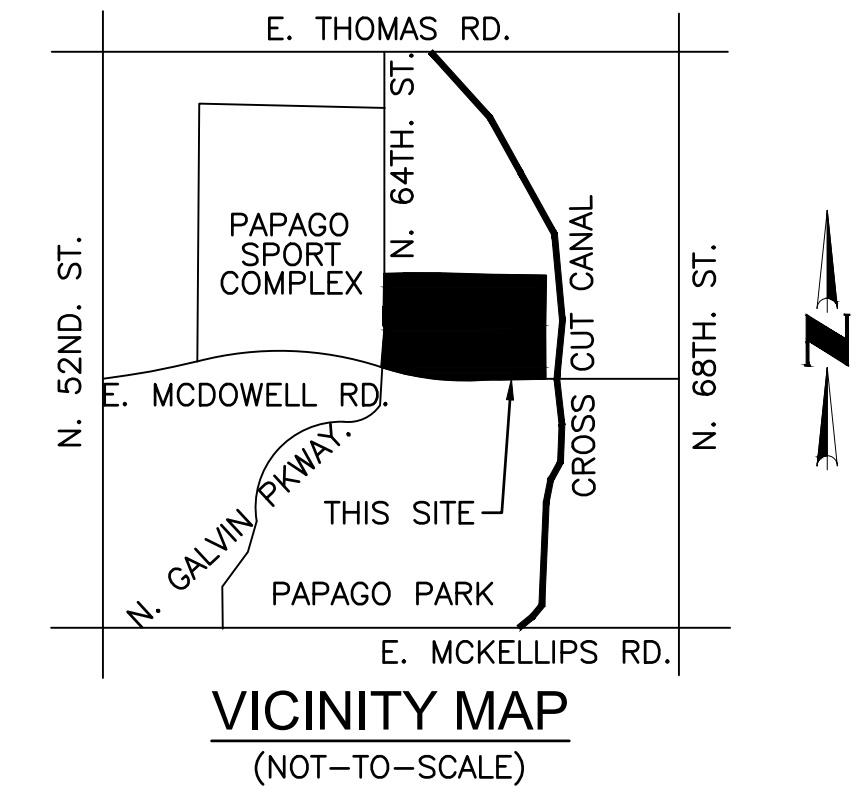 E. THOMAS RD.
N. 64TH. ST.
PAPAGO
SPORT
COMPLEX
N. 52ND. ST.
CROSS CUT CANAL
N. 68TH. ST.
N
E. MCDOWELL RD.
N. GALVIN PKWAY.
THIS SITE
PAPAGO PARK
E. MCKELLIPS RD.
VICINITY MAP
(NOT-TO-SCALE)